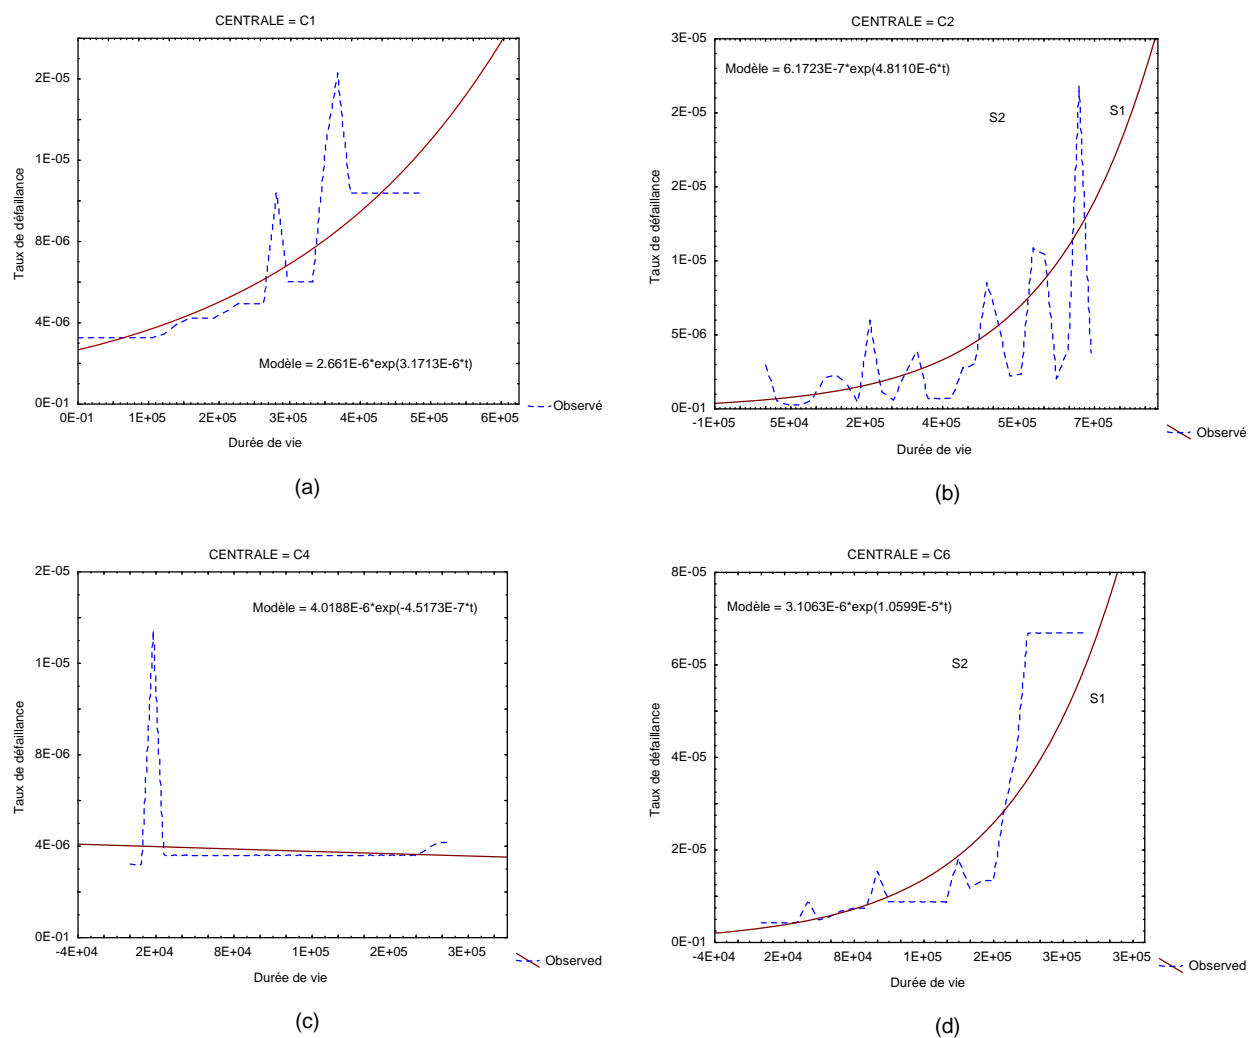 CENTRALE = C1
2E-05
1E-05
8E-06
4E-06
0E-01
Taux de défaillance
Modèle = 2.661E-6*exp(3.1713E-6*t)
0E-01 1E+05 2E+05 3E+05 4E+05 5E+05 6E+05
Durée de vie
Observé
(a)
CENTRALE = C2
3E-05
2E-05
2E-05
1E-05
5E-06
0E-01
Taux de défaillance
Modèle = 6.1723E-7*exp(4.8110E-6*t)
S2
S1
-1E+05 5E+04 2E+05 4E+05 5E+05 7E+05
Durée de vie
Observé
(b)
CENTRALE = C4
2E-05
1E-05
8E-06
4E-06
0E-01
Taux de défaillance
Modèle = 4.0188E-6*exp(-4.5173E-7*t)
-4E+04 2E+04 8E+04 1E+05 2E+05 3E+05
Durée de vie
Observed
(c)
CENTRALE = C6
8E-05
6E-05
4E-05
2E-05
0E-01
Taux de défaillance
Modèle = 3.1063E-6*exp(1.0599E-5*t)
S2
S1
-4E+04 2E+04 8E+04 1E+05 2E+05 3E+05 3E+05
Durée de vie
Observed
(d)